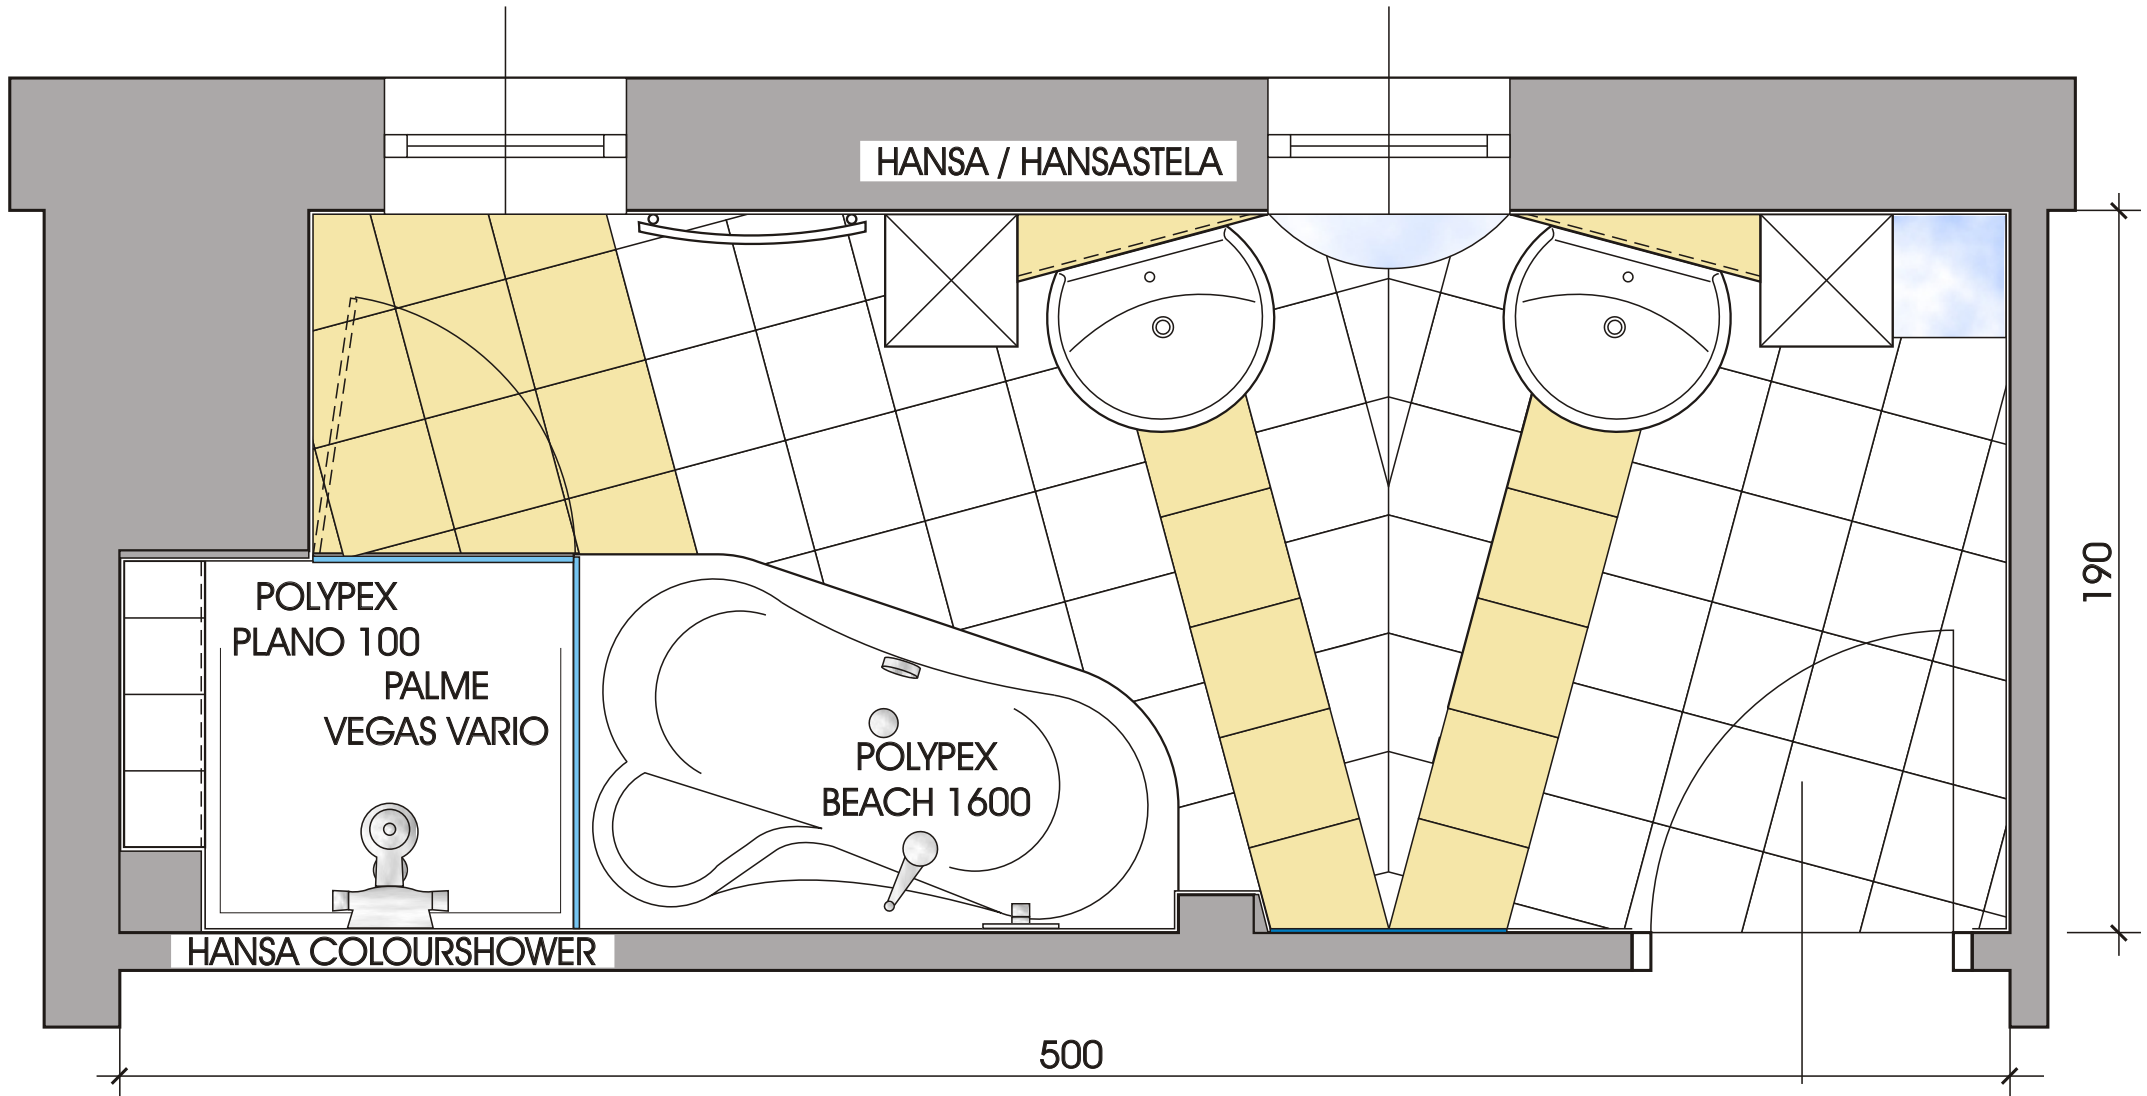 HANSA / HANSASTELA
POLYPEX
PLANO 100
PALME
VEGAS VARIO
POLYPEX
BEACH 1600
HANSA COLOURSHOWER
190
500